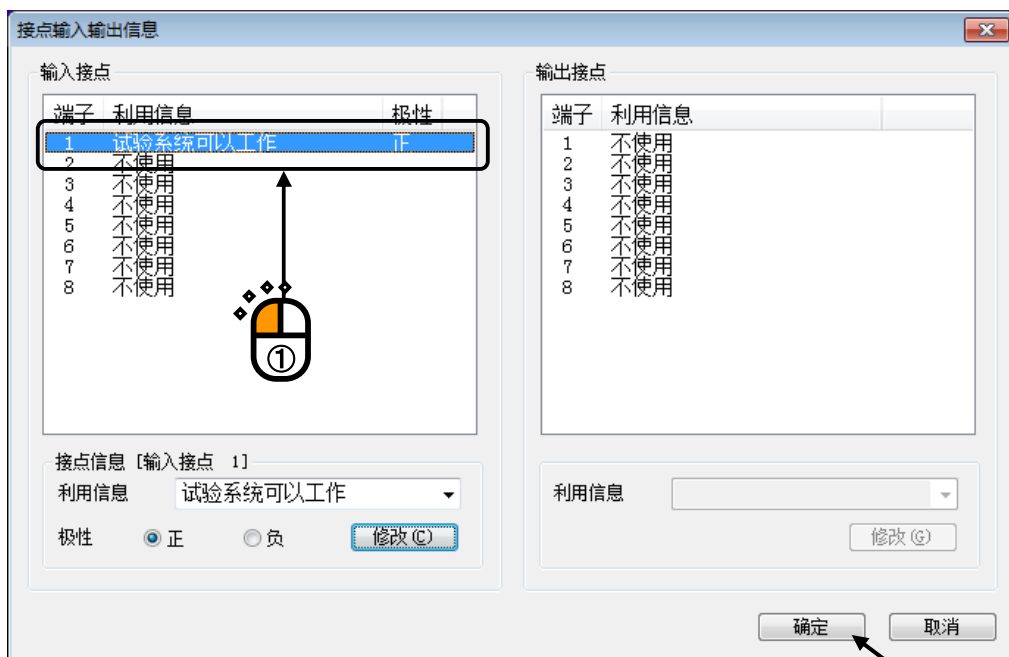 接点输入输出信息
输入接点
端子 利用信息 极性
1 试验系统可以工作 正
2 不使用
3 不使用
4 不使用
5 不使用
6 不使用
7 不使用
8 不使用
①
接点信息 [输入接点 1]
利用信息 试验系统可以工作
极性 正 负 修改(C)
输出接点
端子 利用信息
1 不使用
2 不使用
3 不使用
4 不使用
5 不使用
6 不使用
7 不使用
8 不使用
利用信息
修改(G)
确定 取消